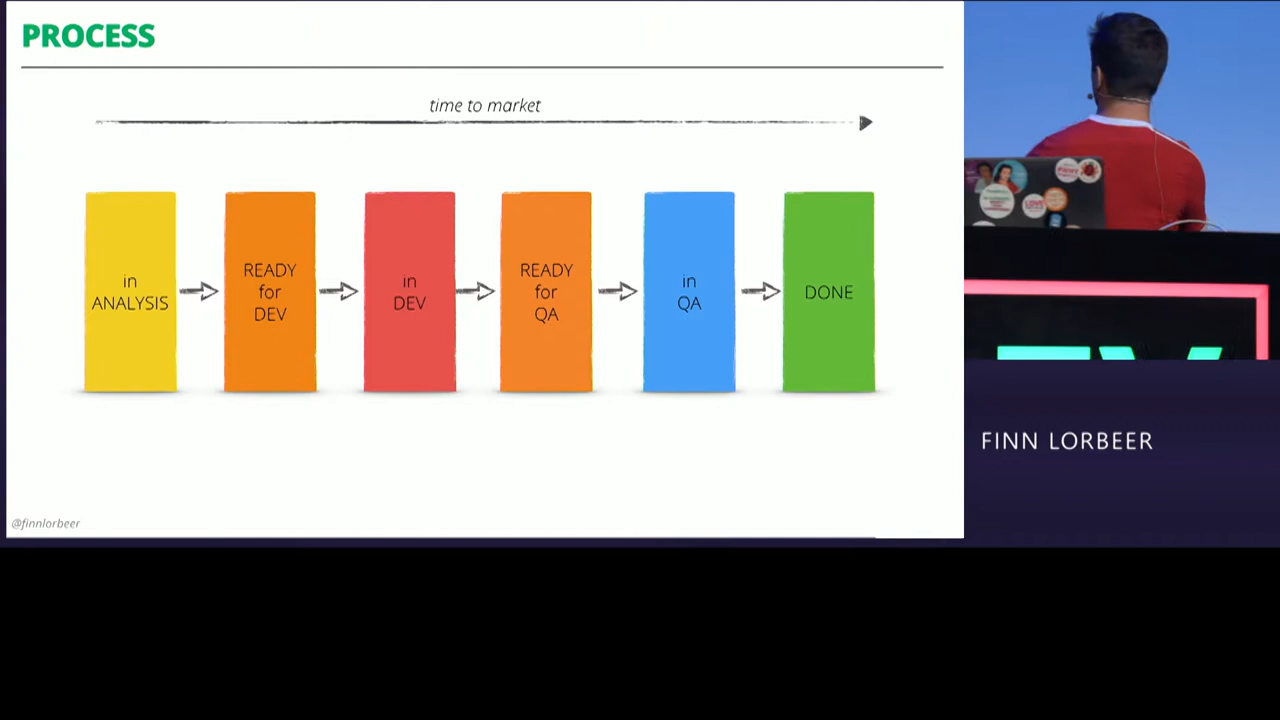 PROCESS
time to market
in
ANALYSIS
READY
for
DEV
in
DEV
READY
for
QA
in
QA
DONE
@finnlorbeer
FINN LORBEER